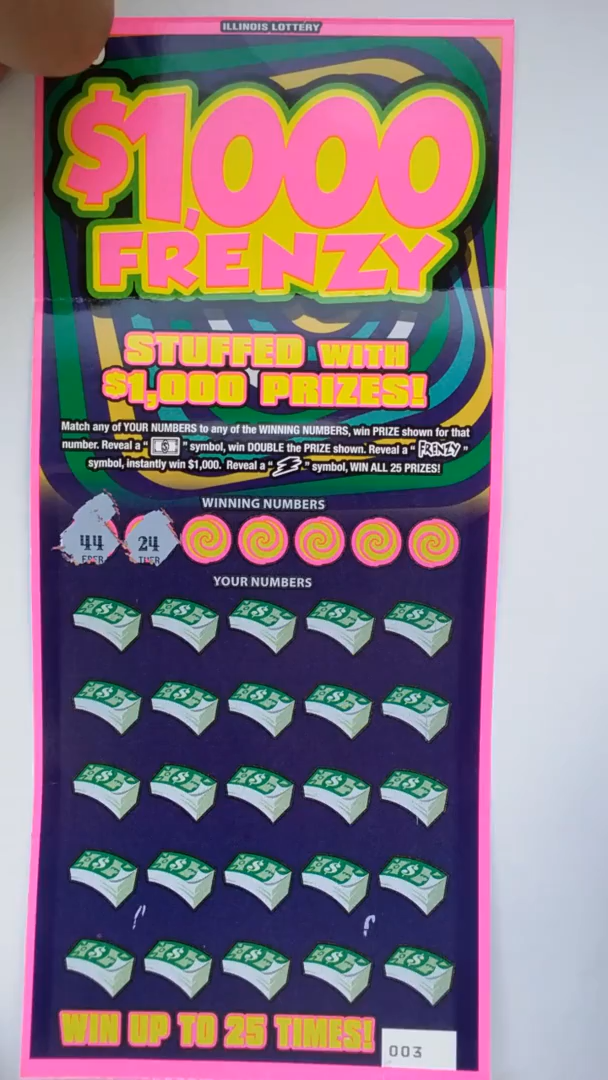 ILLINOIS LOTTERY
$1,000
FRENZY
STUFFED WITH
$1,000 PRIZES!
Match any of YOUR NUMBERS to any of the WINNING NUMBERS, win PRIZE shown for that
number. Reveal a " $ " symbol, win DOUBLE the PRIZE shown. Reveal a " FRENZY "
symbol, instantly win $1,000. Reveal a " " symbol, WIN ALL 25 PRIZES!
WINNING NUMBERS
44 24
YOUR NUMBERS
WIN UP TO 25 TIMES!
003